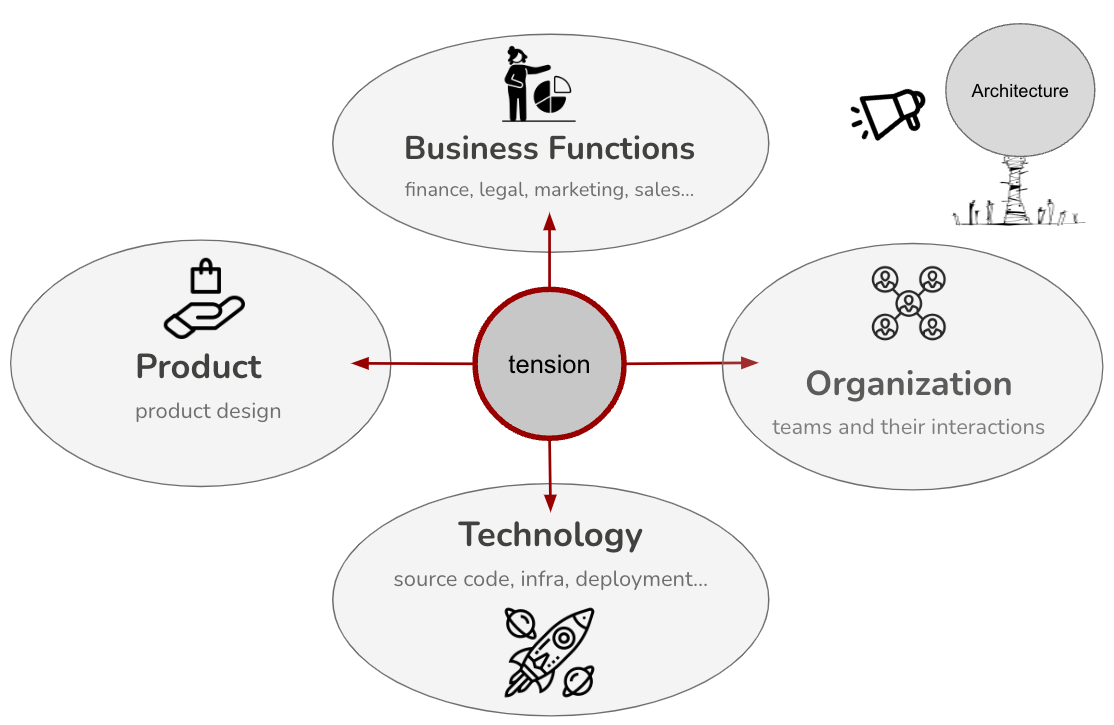 Architecture
Business Functions
finance, legal, marketing, sales...
Product
product design
tension
Organization
teams and their interactions
Technology
source code, infra, deployment...